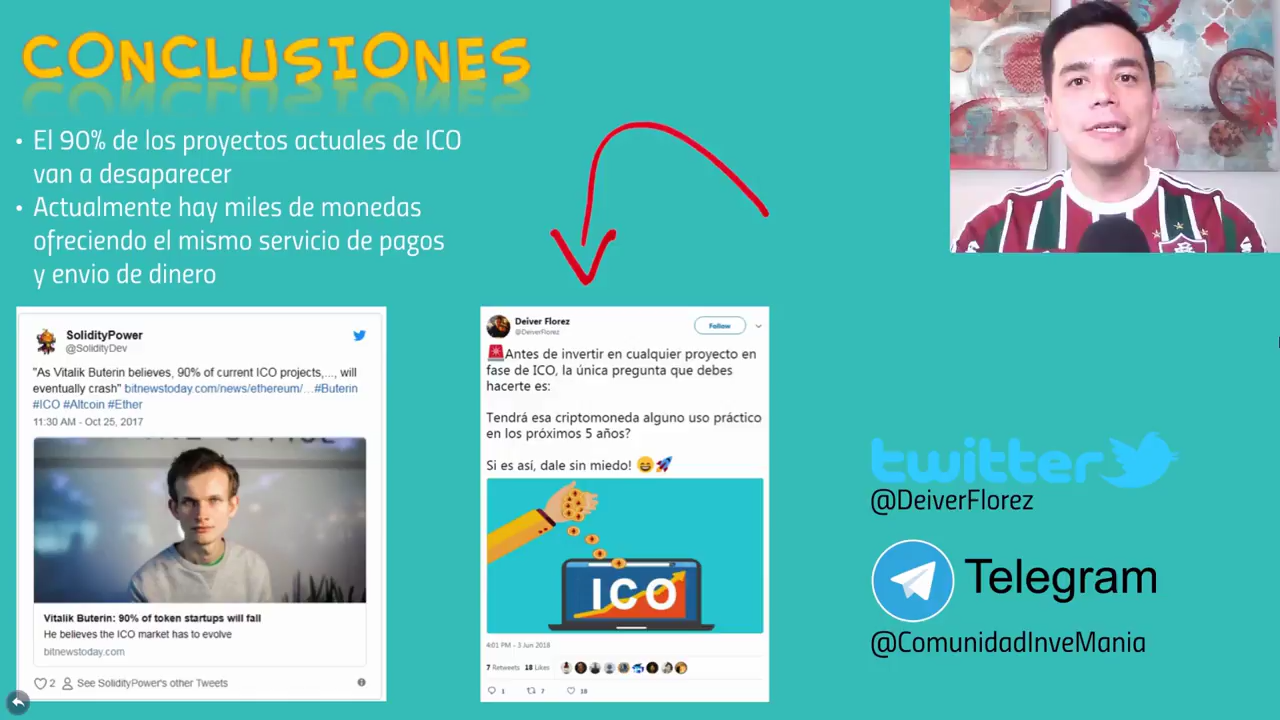 CONCLUSIONES
• El 90% de los proyectos actuales de ICO
van a desaparecer
• Actualmente hay miles de monedas
ofreciendo el mismo servicio de pagos
y envio de dinero
SolidityPower
@SolidityDev
"As Vitalik Buterin believes, 90% of current ICO projects,..., will
eventually crash" bitnewstoday.com/news/ethereum/… #Buterin
#ICO #Altcoin #Ether
11:30 AM - Oct 25, 2017
Vitalik Buterin: 90% of token startups will fall
He believes the ICO market has to evolve
bitnewstoday.com
2 See SolidityPower's other Tweets
Deiver Florez
@DeiverFlorez
Follow
🚨Antes de invertir en cualquier proyecto en
fase de ICO, la única pregunta que debes
hacerte es:
Tendrá esa criptomoneda alguno uso práctico
en los próximos 5 años?
Si es así, dale sin miedo! 😄🚀
ICO
4:01 PM - 3 Jun 2018
7 Retweets 18 Likes
1 7 18
twitter
@DeiverFlorez
Telegram
@ComunidadInveMania